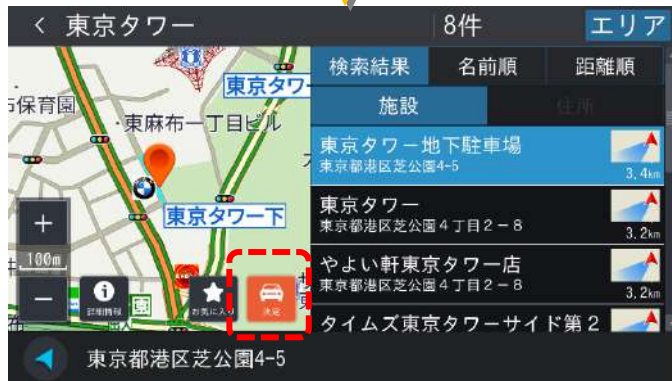 東京タワー
8件
エリア
検索結果
名前順
距離順
施設
住所
東京タワー地下駐車場
東京都港区芝公園4-5
3.4km
東京タワー
東京都港区芝公園4丁目2-8
3.2km
やよい軒東京タワー店
東京都港区芝公園4丁目2-8
3.2km
タイムズ東京タワーサイド第2
東京タワ
保育園
東麻布一丁目ビル
東京タワー下
+
100m
-
詳細情報
園
お気に入り
決定
東京都港区芝公園4-5